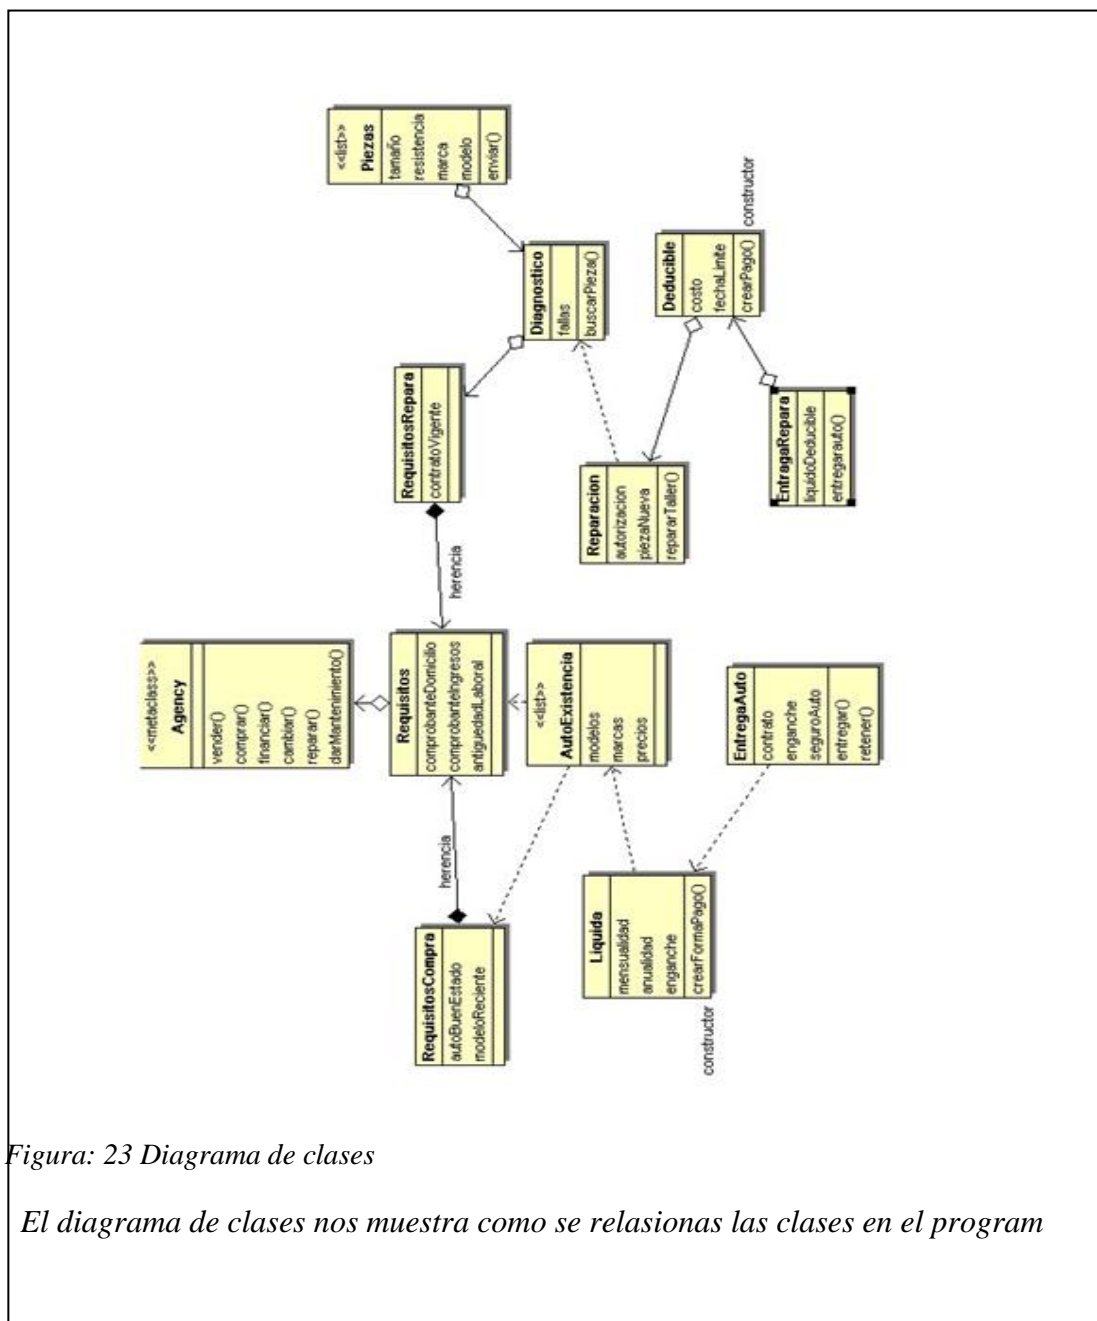 <<list>>
Piezas
tamaño
resistencia
marca
modelo
enviar()
Diagnostico
fallas
buscarPieza()
Deducible
costo
fechaLimite
crearPago()
constructor
RequisitosRepara
contratoVigente
EntragaRepara
liquidoDeducible
entregarauto()
Reparacion
autorizacion
piezaNueva
repararTaller()
herencia
<<metaclass>>
Agency
vender()
comprar()
financiar()
cambiar()
reparar()
darMantenimiento()
Requisitos
comprobanteDomicilio
comprobanteIngresos
antiguedadLaboral
<<list>>
AutoExistencia
modelos
marcas
precios
EntregaAuto
contrato
enganche
seguroAuto
entregar()
retener()
herencia
RequisitosCompra
autoBuenEstado
modeloReciente
Liquida
mensualidad
anualidad
enganche
crearFormaPago()
constructor
Figura: 23 Diagrama de clases
El diagrama de clases nos muestra como se relasionas las clases en el program